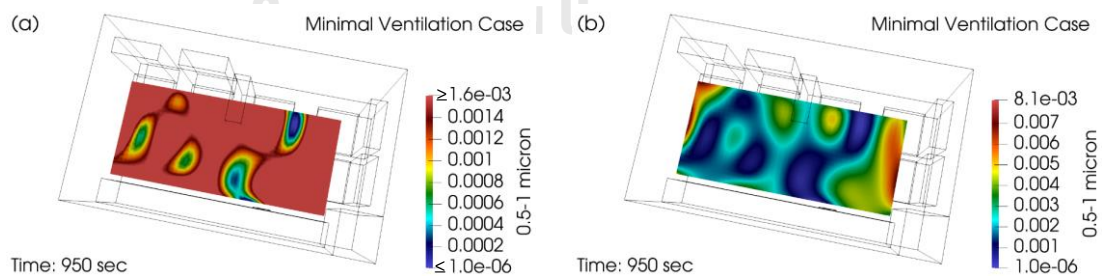 (a)
Minimal Ventilation Case
≥1.6e-03
0.0014
0.0012
0.001
0.0008
0.0006
0.0004
0.0002
≤ 1.0e-06
0.5-1 micron
Time: 950 sec
(b)
Minimal Ventilation Case
8.1e-03
0.007
0.006
0.005
0.004
0.003
0.002
0.001
1.0e-06
0.5-1 micron
Time: 950 sec